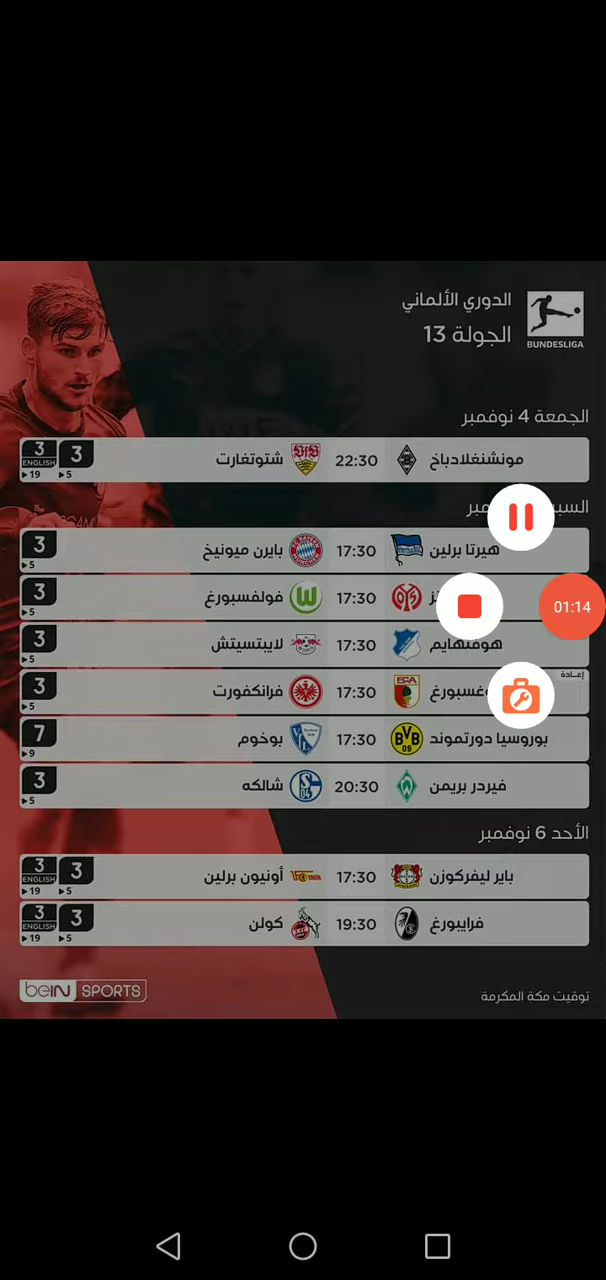 الدوري الألماني
الجولة 13
BUNDESLIGA
الجمعة 4 نوفمبر
مونشنغلادباخ 22:30 شتوتغارت 3 3 ENGLISH
5 19
هيرتا برلين 17:30 بايرن ميونيخ 3
5
01:14
17:30 فولفسبورغ 3
5
هوفنهايم 17:30 لايبتسيتش 3
5
إعادة
17:30 فرانكفورت 3
5
بوروسيا دورتموند 17:30 بوخوم 7
9
فيردر بريمن 20:30 شالكه 3
5
الأحد 6 نوفمبر
باير ليفركوزن 17:30 أونيون برلين 3 3 ENGLISH
5 19
فرايبورغ 19:30 كولن 3 3 ENGLISH
5 19
beIN SPORTS
توقيت مكة المكرمة